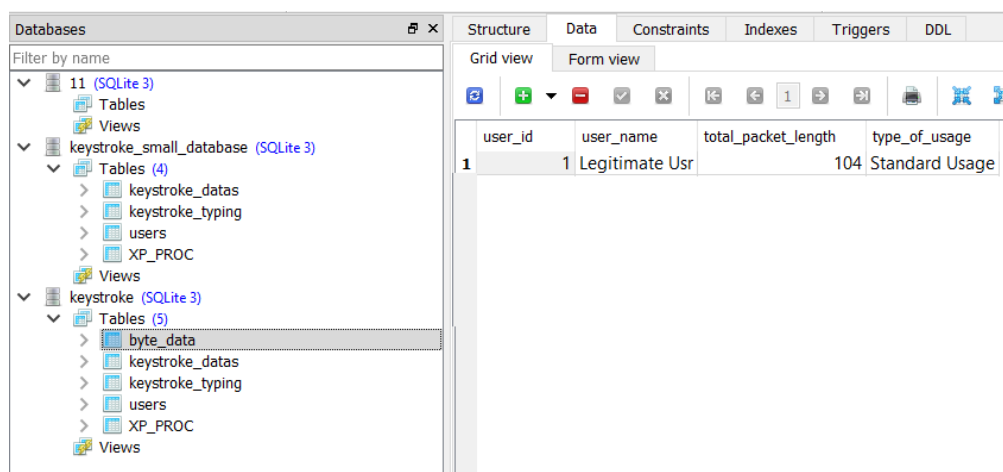 Databases
Filter by name
11 (SQLite 3)
Tables
Views
keystroke_small_database (SQLite 3)
Tables (4)
keystroke_datas
keystroke_typing
users
XP_PROC
Views
keystroke (SQLite 3)
Tables (5)
byte_data
keystroke_datas
keystroke_typing
users
XP_PROC
Views
Structure Data Constraints Indexes Triggers DDL
Grid view Form view
1
user_id user_name total_packet_length type_of_usage
1 1 Legitimate Usr 104 Standard Usage